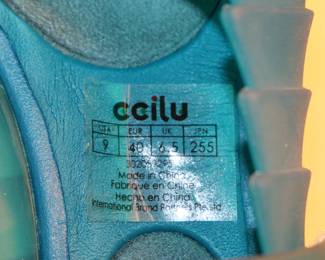 ccilu
USA EUR UK JPN
9 40 6.5 255
Made in China
Fabriqué en Chine
Hecho en China
International Brand Partners Pte Ltd